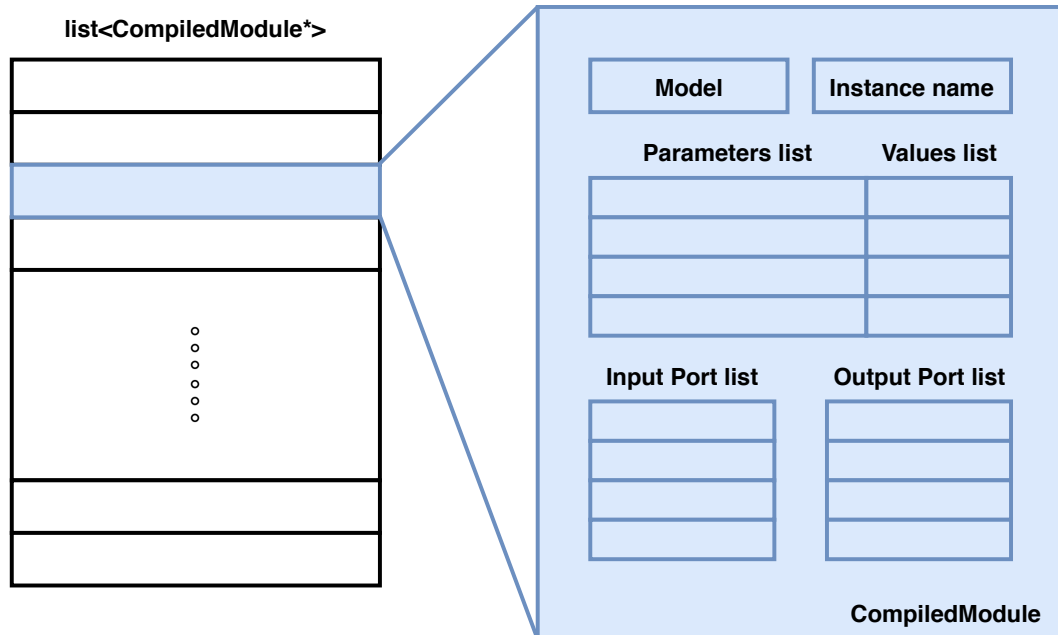 list<CompiledModule*>
Model
Instance name
Parameters list
Values list
Input Port list
Output Port list
CompiledModule